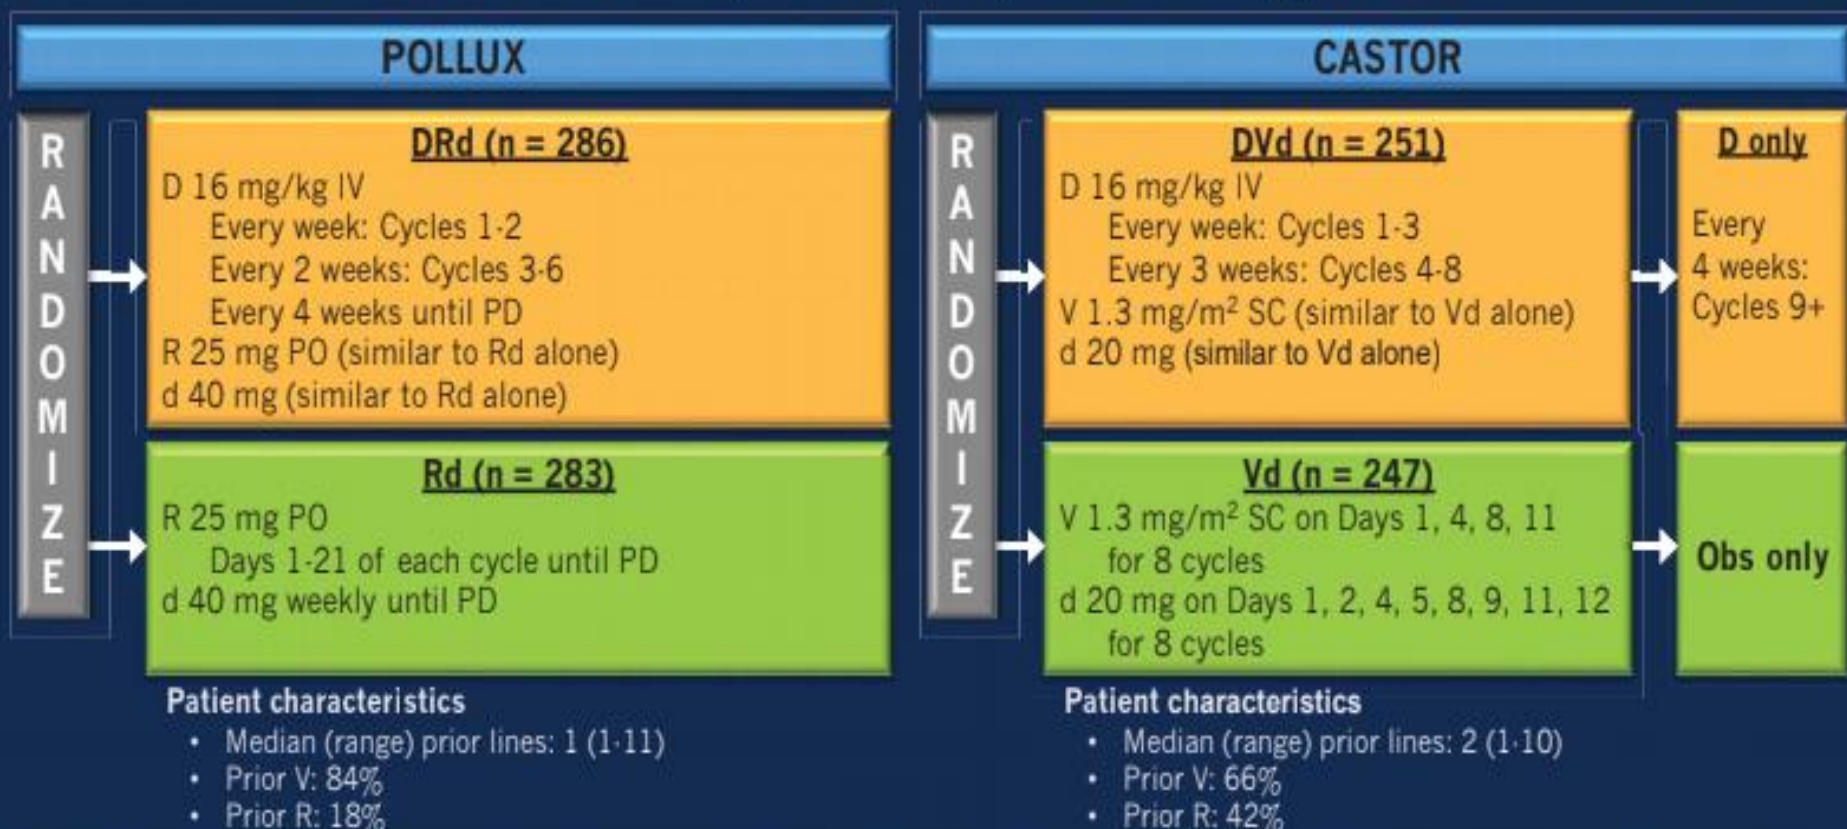 POLLUX
RANDOMIZE
DRd (n = 286)
D 16 mg/kg IV
Every week: Cycles 1-2
Every 2 weeks: Cycles 3-6
Every 4 weeks until PD
R 25 mg PO (similar to Rd alone)
d 40 mg (similar to Rd alone)
Rd (n = 283)
R 25 mg PO
Days 1-21 of each cycle until PD
d 40 mg weekly until PD
Patient characteristics
• Median (range) prior lines: 1 (1-11)
• Prior V: 84%
• Prior R: 18%
CASTOR
RANDOMIZE
DVd (n = 251)
D 16 mg/kg IV
Every week: Cycles 1-3
Every 3 weeks: Cycles 4-8
V 1.3 mg/m² SC (similar to Vd alone)
d 20 mg (similar to Vd alone)
D only
Every
4 weeks:
Cycles 9+
Vd (n = 247)
V 1.3 mg/m² SC on Days 1, 4, 8, 11
for 8 cycles
d 20 mg on Days 1, 2, 4, 5, 8, 9, 11, 12
for 8 cycles
Obs only
Patient characteristics
• Median (range) prior lines: 2 (1-10)
• Prior V: 66%
• Prior R: 42%